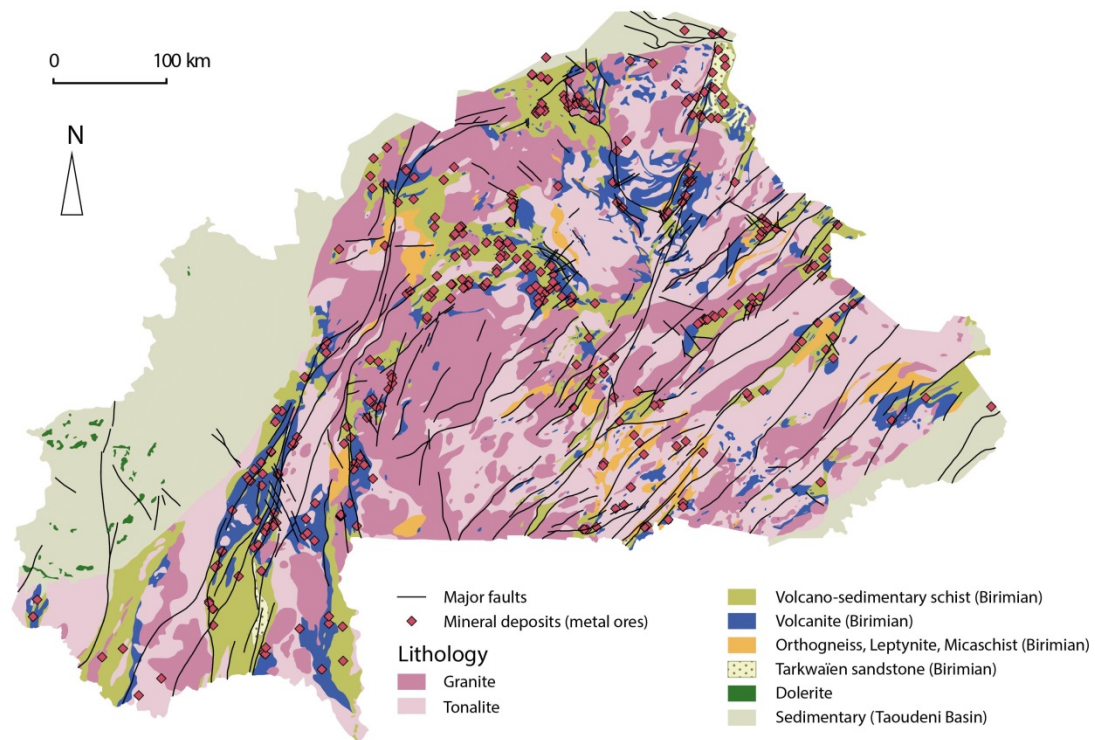 0 100 km
N
Major faults
Mineral deposits (metal ores)
Lithology
Granite
Tonalite
Volcano-sedimentary schist (Birimian)
Volcanite (Birimian)
Orthogneiss, Leptynite, Micaschist (Birimian)
Tarkwaïen sandstone (Birimian)
Dolerite
Sedimentary (Taoudeni Basin)